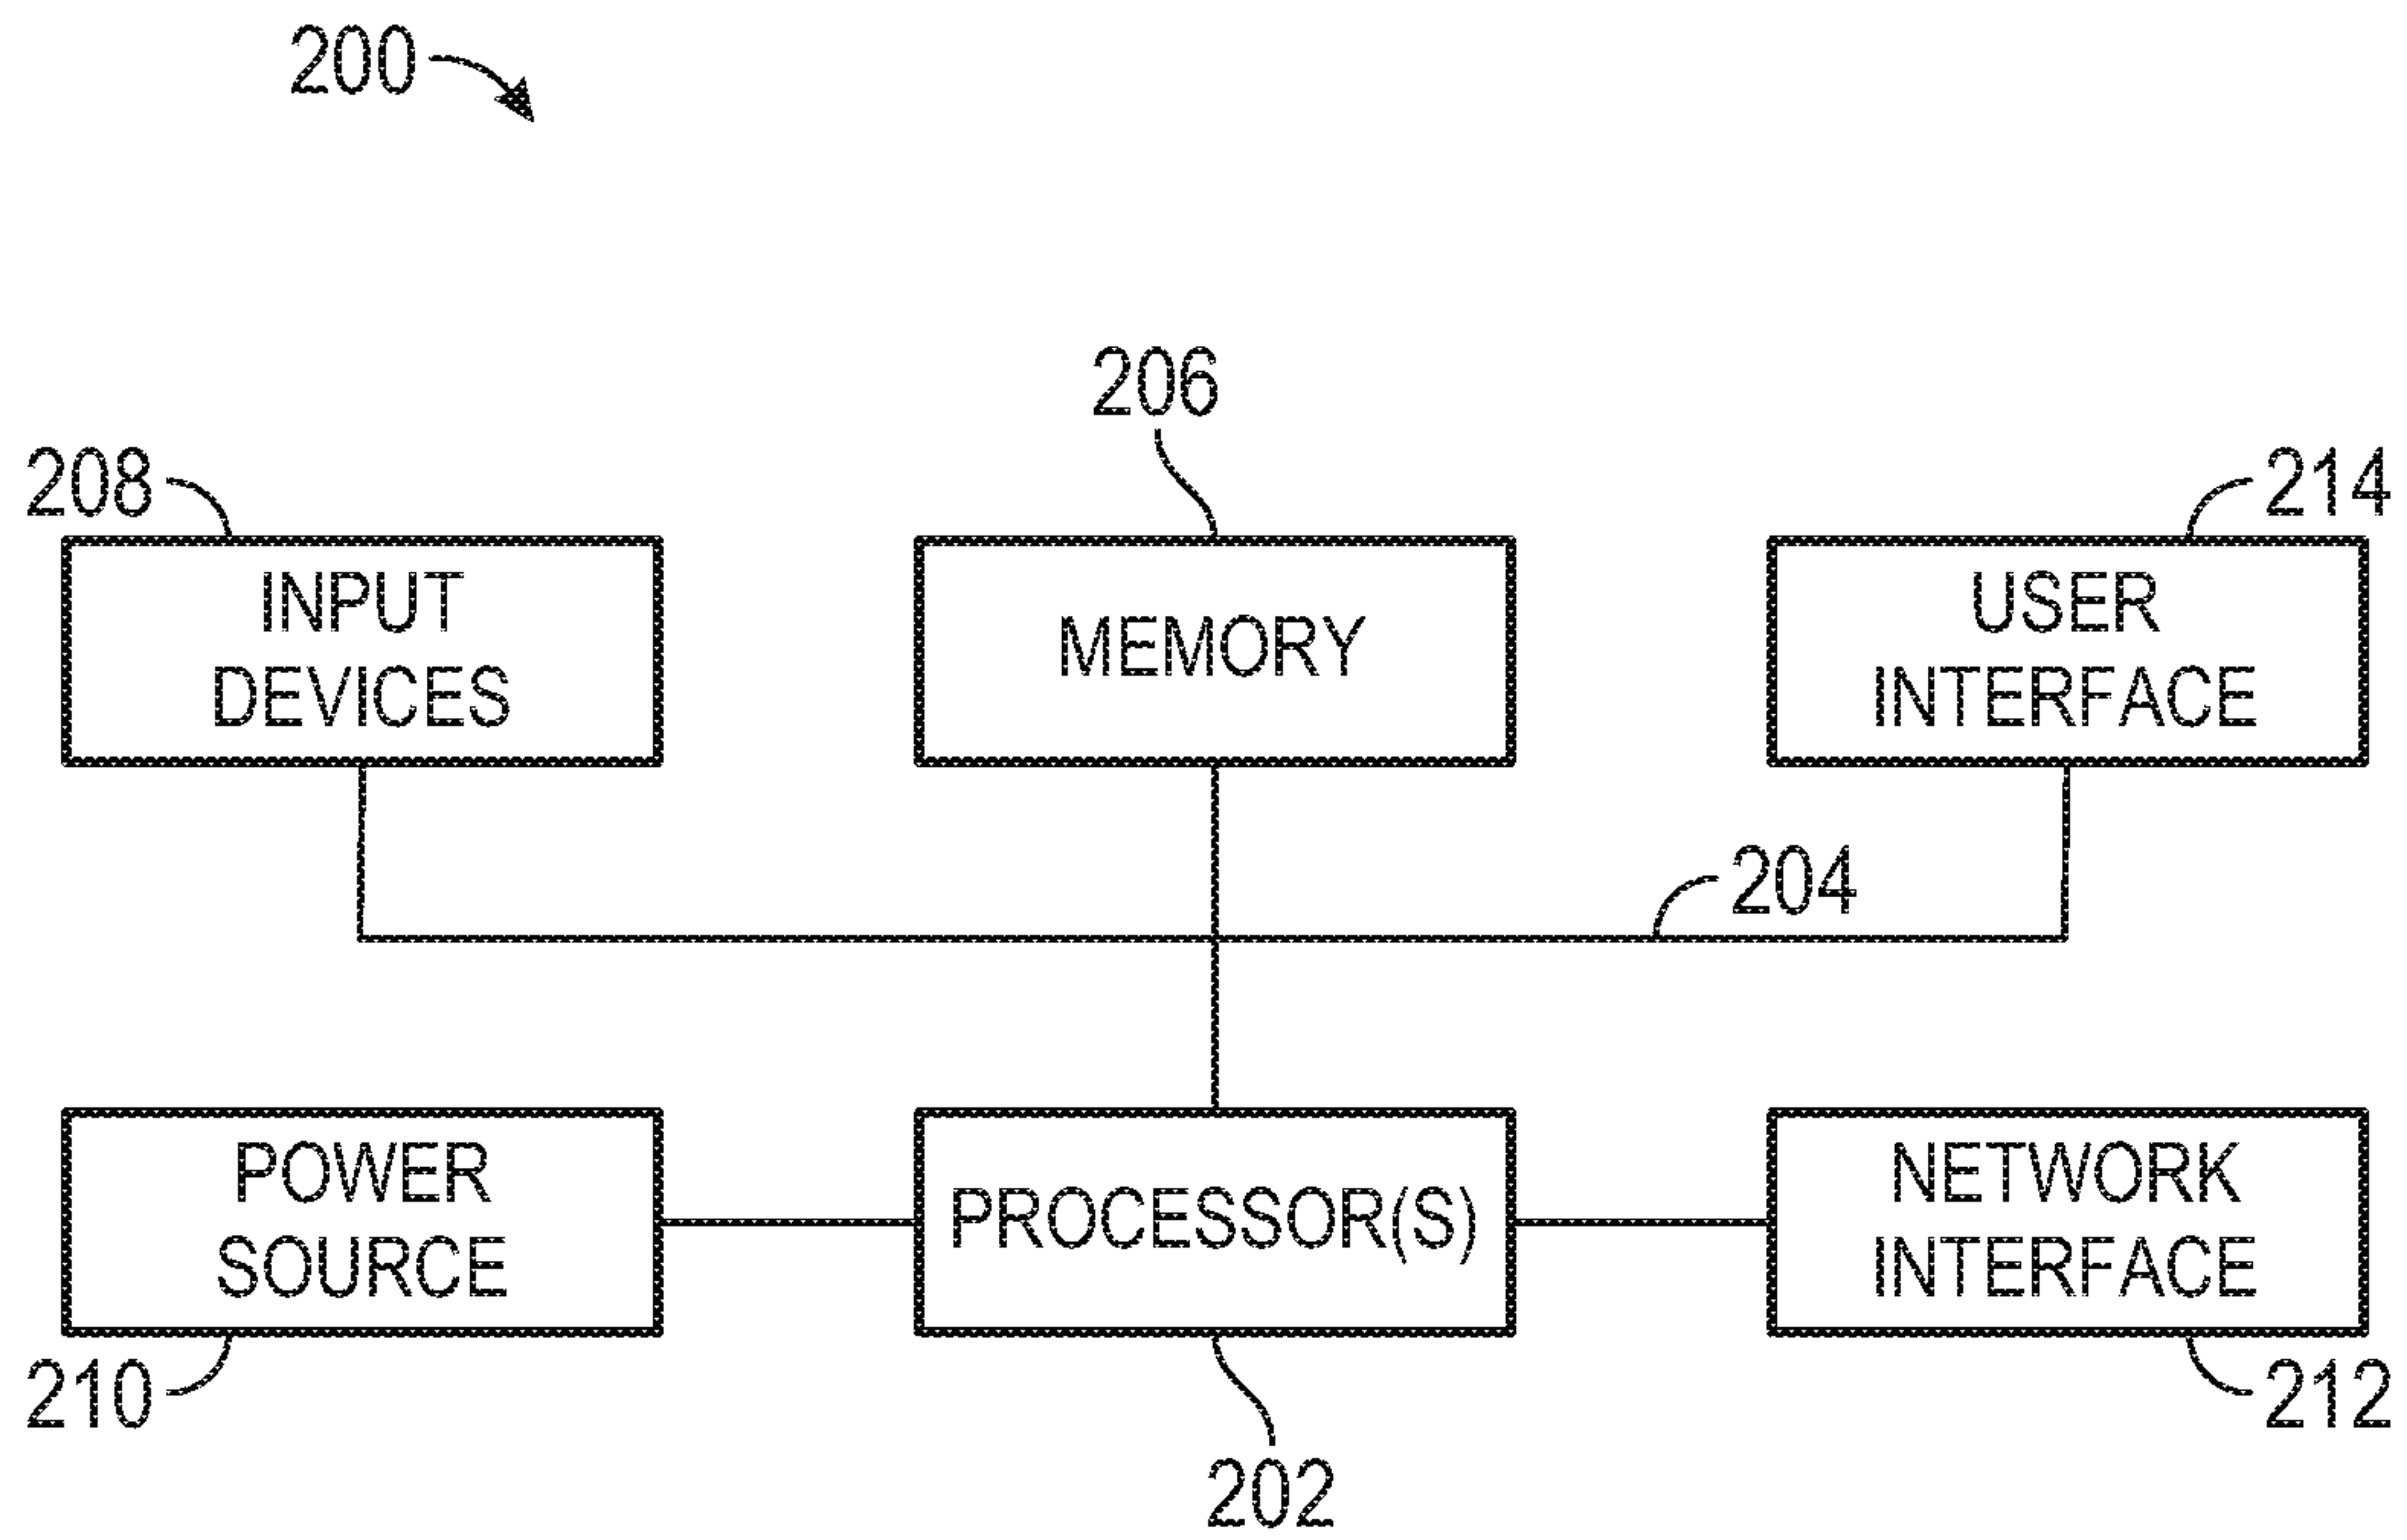 200
206
208
214
INPUT
DEVICES
MEMORY
USER
INTERFACE
204
POWER
SOURCE
PROCESSOR(S)
NETWORK
INTERFACE
210
212
202